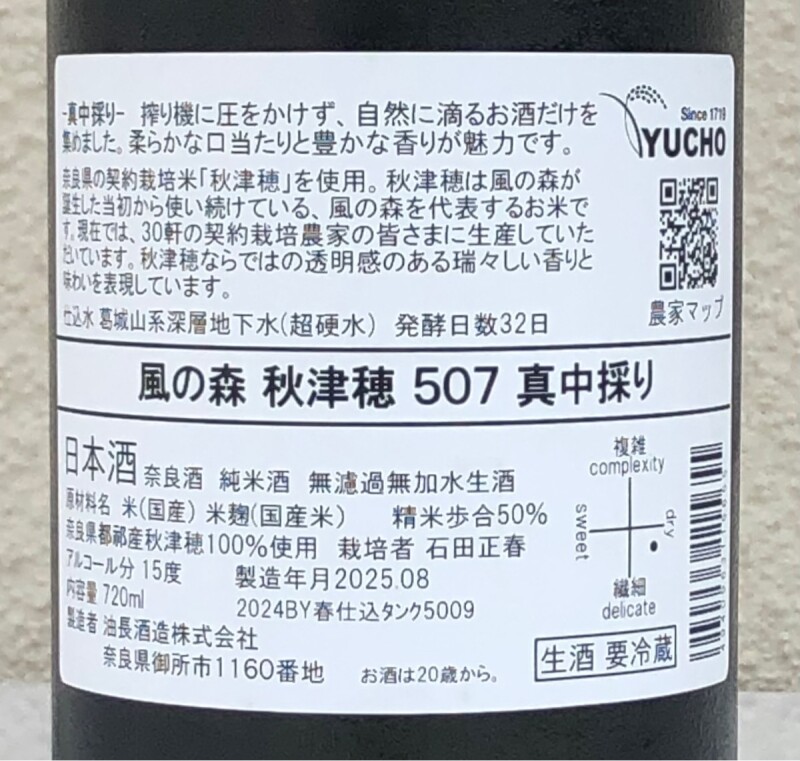 -真中採り- 搾り機に圧をかけず、自然に滴るお酒だけを
集めました。柔らかな口当たりと豊かな香りが魅力です。
Since 1719
YUCHO
奈良県の契約栽培米「秋津穂」を使用。秋津穂は風の森が
誕生した当初から使い続けている、風の森を代表するお米で
す。現在では、30軒の契約栽培農家の皆さまに生産していた
だいています。秋津穂ならではの透明感のある瑞々しい香りと
味わいを表現しています。
農家マップ
仕込水 葛城山系深層地下水(超硬水) 発酵日数32日
風の森 秋津穂 507 真中採り
日本酒 奈良酒 純米酒 無濾過無加水生酒
原材料名 米(国産) 米麹(国産米) 精米歩合50%
奈良県都祁産秋津穂100%使用 栽培者 石田正春
アルコール分 15度 製造年月2025.08
内容量 720ml 2024BY春仕込タンク5009
製造者 油長酒造株式会社
奈良県御所市1160番地 お酒は20歳から。
複雑
complexity
sweet
dry
繊細
delicate
生酒 要冷蔵